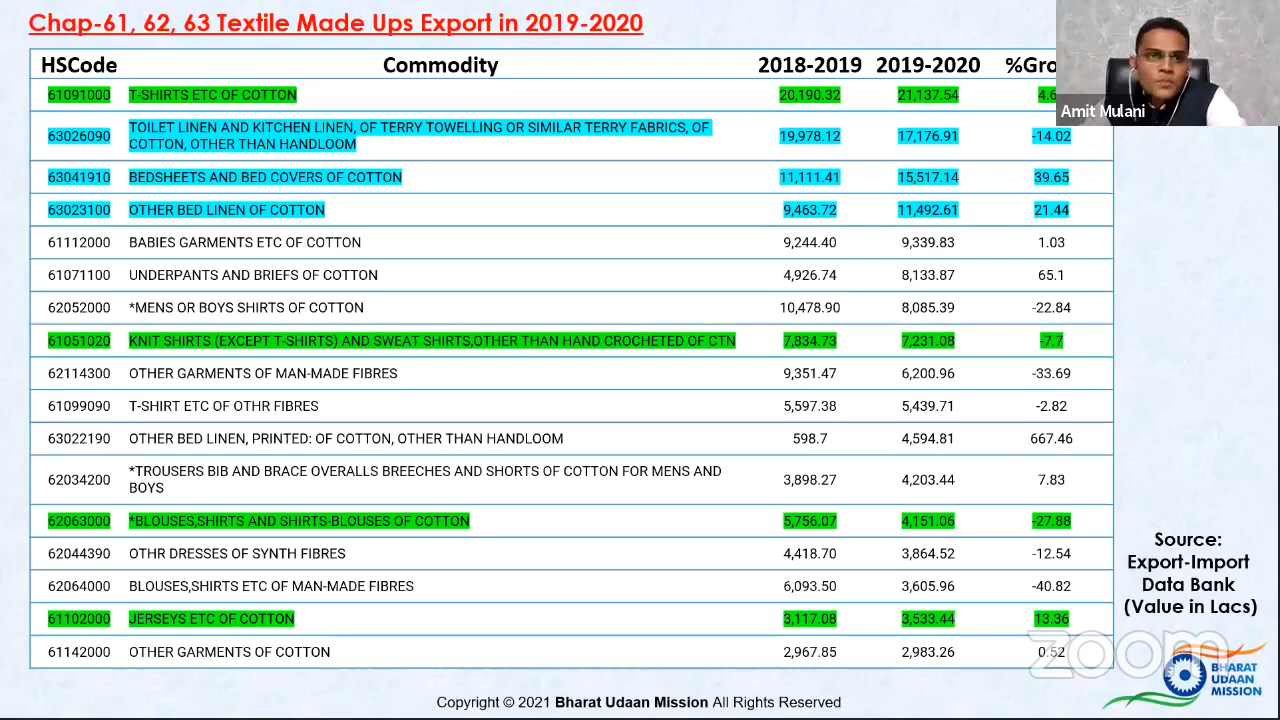 Chap-61, 62, 63 Textile Made Ups Export in 2019-2020
HSCode Commodity 2018-2019 2019-2020 %Gro
61091000 T-SHIRTS ETC OF COTTON 20,190.32 21,137.54 4.6
63026090 TOILET LINEN AND KITCHEN LINEN, OF TERRY TOWELLING OR SIMILAR TERRY FABRICS, OF
COTTON, OTHER THAN HANDLOOM 19,978.12 17,176.91 -14.02
63041910 BEDSHEETS AND BED COVERS OF COTTON 11,111.41 15,517.14 39.65
63023100 OTHER BED LINEN OF COTTON 9,463.72 11,492.61 21.44
61112000 BABIES GARMENTS ETC OF COTTON 9,244.40 9,339.83 1.03
61071100 UNDERPANTS AND BRIEFS OF COTTON 4,926.74 8,133.87 65.1
62052000 *MENS OR BOYS SHIRTS OF COTTON 10,478.90 8,085.39 -22.84
61051020 KNIT SHIRTS (EXCEPT T-SHIRTS) AND SWEAT SHIRTS,OTHER THAN HAND CROCHETED OF CTN 7,834.73 7,231.08 -7.7
62114300 OTHER GARMENTS OF MAN-MADE FIBRES 9,351.47 6,200.96 -33.69
61099090 T-SHIRT ETC OF OTHR FIBRES 5,597.38 5,439.71 -2.82
63022190 OTHER BED LINEN, PRINTED: OF COTTON, OTHER THAN HANDLOOM 598.7 4,594.81 667.46
62034200 *TROUSERS BIB AND BRACE OVERALLS BREECHES AND SHORTS OF COTTON FOR MENS AND
BOYS 3,898.27 4,203.44 7.83
62063000 *BLOUSES,SHIRTS AND SHIRTS-BLOUSES OF COTTON 5,756.07 4,151.06 -27.88
62044390 OTHR DRESSES OF SYNTH FIBRES 4,418.70 3,864.52 -12.54
62064000 BLOUSES,SHIRTS ETC OF MAN-MADE FIBRES 6,093.50 3,605.96 -40.82
61102000 JERSEYS ETC OF COTTON 3,117.08 3,533.44 13.36
61142000 OTHER GARMENTS OF COTTON 2,967.85 2,983.26 0.52
Amit Mulani
Source:
Export-Import
Data Bank
(Value in Lacs)
zoom
BHARAT
UDAAN
MISSION
Copyright © 2021 Bharat Udaan Mission All Rights Reserved